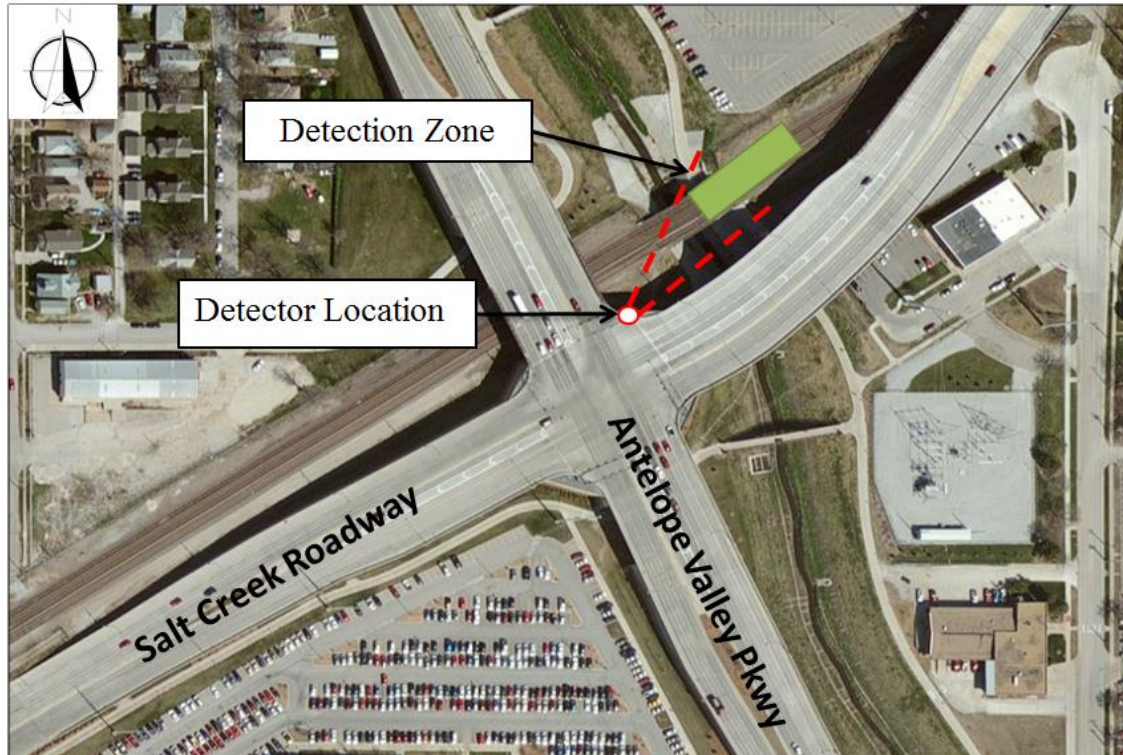 N
Detection Zone
Detector Location
Salt Creek Roadway
Antelope Valley Pkwy